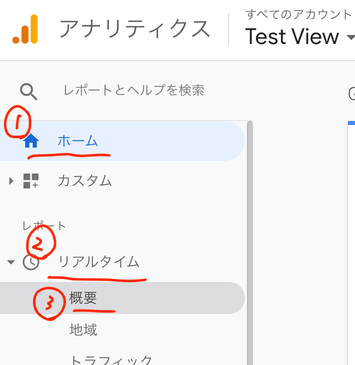 アナリティクス
すべてのアカウント
Test View
レポートとヘルプを検索
1
ホーム
カスタム
レポート
2
リアルタイム
3
概要
地域
トラフィック